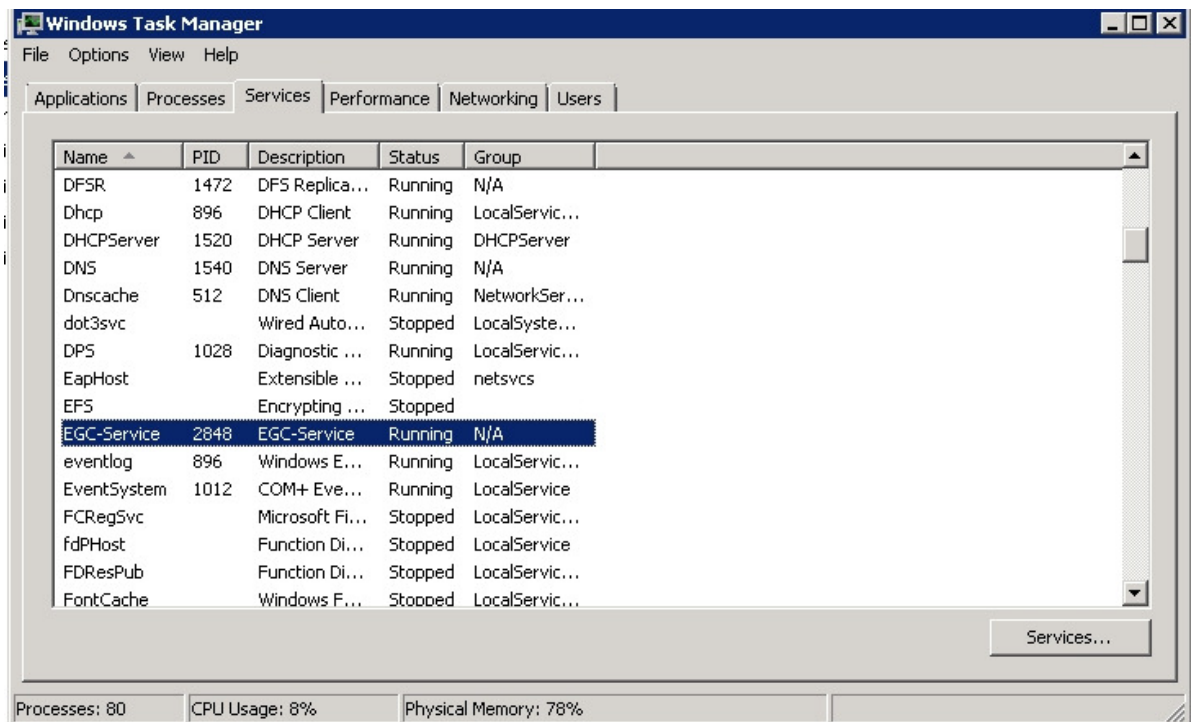 Windows Task Manager
File Options View Help
Applications Processes Services Performance Networking Users
Name PID Description Status Group
DFSR 1472 DFS Replica... Running N/A
Dhcp 896 DHCP Client Running LocalServic...
DHCPServer 1520 DHCP Server Running DHCPServer
DNS 1540 DNS Server Running N/A
Dnscache 512 DNS Client Running NetworkSer...
dot3svc Wired Auto... Stopped LocalSyste...
DPS 1028 Diagnostic ... Running LocalServic...
EapHost Extensible ... Stopped netsvcs
EFS Encrypting ... Stopped
EGC-Service 2848 EGC-Service Running N/A
eventlog 896 Windows E... Running LocalServic...
EventSystem 1012 COM+ Eve... Running LocalService
FCRegSvc Microsoft Fi... Stopped LocalServic...
fdPHost Function Di... Stopped LocalService
FDResPub Function Di... Stopped LocalServic...
FontCache Windows F... Stopped LocalServic...
Services...
Processes: 80 CPU Usage: 8% Physical Memory: 78%